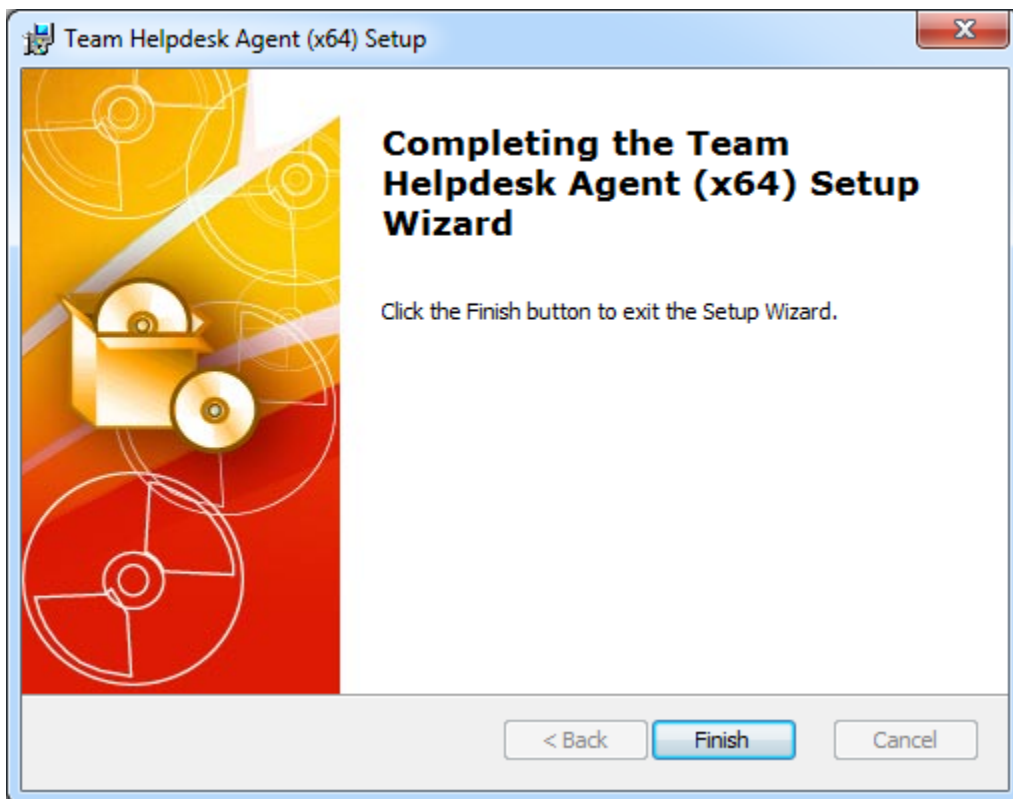 Team Helpdesk Agent (x64) Setup
Completing the Team
Helpdesk Agent (x64) Setup
Wizard
Click the Finish button to exit the Setup Wizard.
< Back Finish Cancel